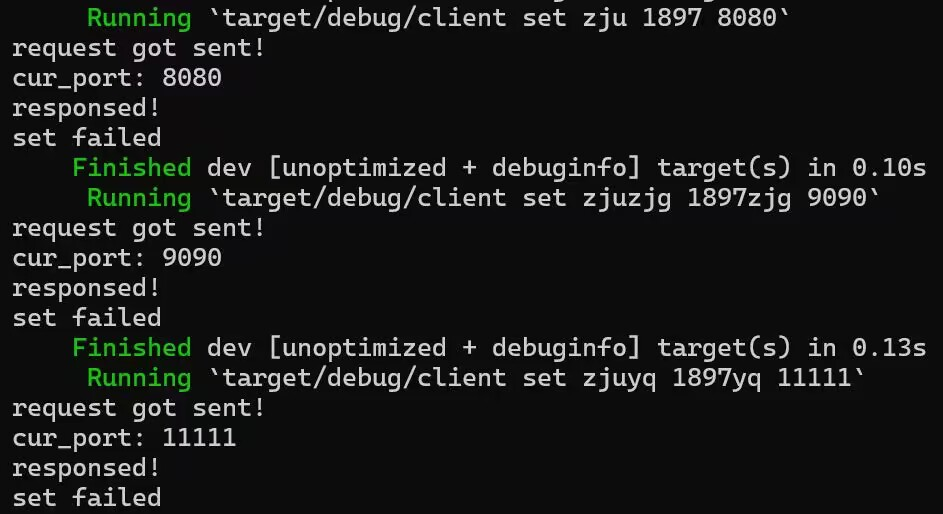 Running `target/debug/client set zju 1897 8080`
request got sent!
cur_port: 8080
responsed!
set failed
Finished dev [unoptimized + debuginfo] target(s) in 0.10s
Running `target/debug/client set zjuzjg 1897zjg 9090`
request got sent!
cur_port: 9090
responsed!
set failed
Finished dev [unoptimized + debuginfo] target(s) in 0.13s
Running `target/debug/client set zjuyq 1897yq 11111`
request got sent!
cur_port: 11111
responsed!
set failed